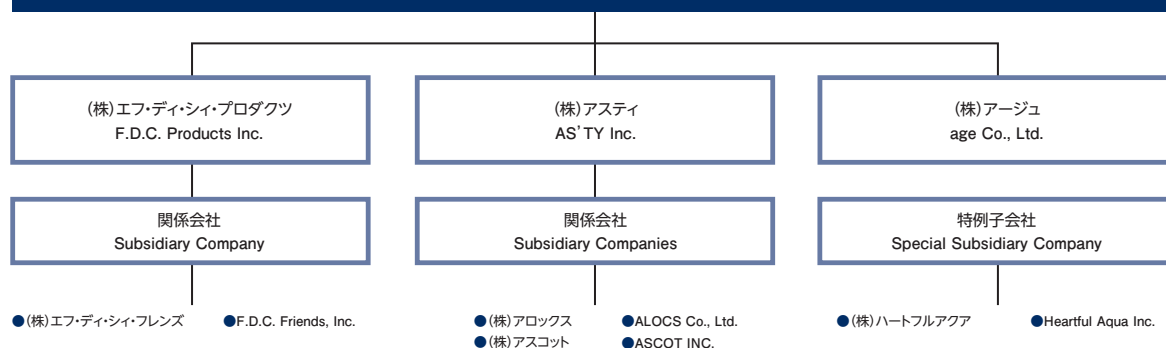 (株)エフ・ディ・シィ・プロダクツ
F.D.C. Products Inc.
(株)アスティ
AS'TY Inc.
(株)アージュ
age Co., Ltd.
関係会社
Subsidiary Company
関係会社
Subsidiary Companies
特例子会社
Special Subsidiary Company
●(株)エフ・ディ・シィ・フレンズ ●F.D.C. Friends, Inc.
●(株)アロックス ●ALOCS Co., Ltd.
●(株)アスコット ●ASCOT INC.
●(株)ハートフルアクア ●Heartful Aqua Inc.